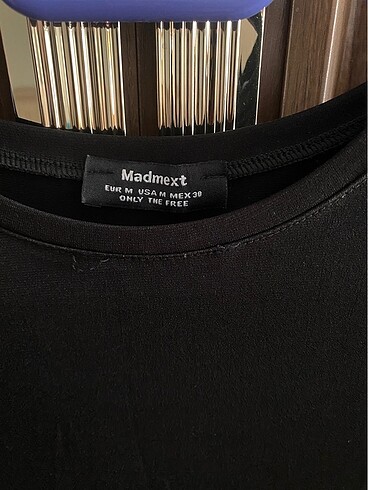 Madmext
EUR M USA M MEX 30
ONLY THE FREE